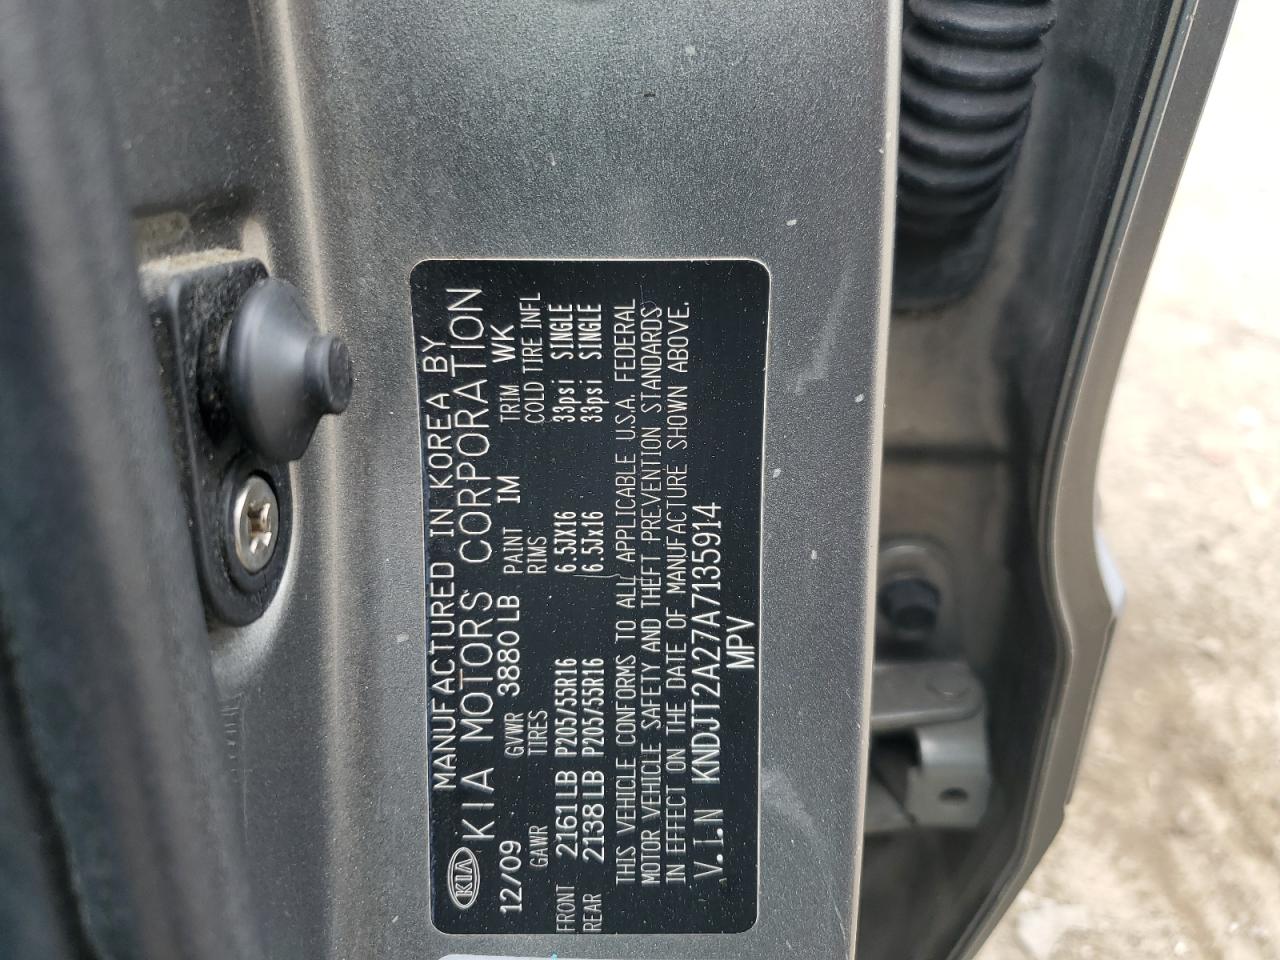 MANUFACTURED IN KOREA BY
KIA KIA MOTORS CORPORATION
12/09 GVWR 3880 LB PAINT IM TRIM WK
GAWR TIRES RIMS COLD TIRE INFL
FRONT 2161 LB P205/55R16 6.5JX16 33psi SINGLE
REAR 2138 LB P205/55R16 6.5Jx16 33psi SINGLE
THIS VEHICLE CONFORMS TO ALL APPLICABLE U.S.A. FEDERAL
MOTOR VEHICLE SAFETY AND THEFT PREVENTION STANDARDS
IN EFFECT ON THE DATE OF MANUFACTURE SHOWN ABOVE.
V.I.N KNDJT2A27A7135914
MPV